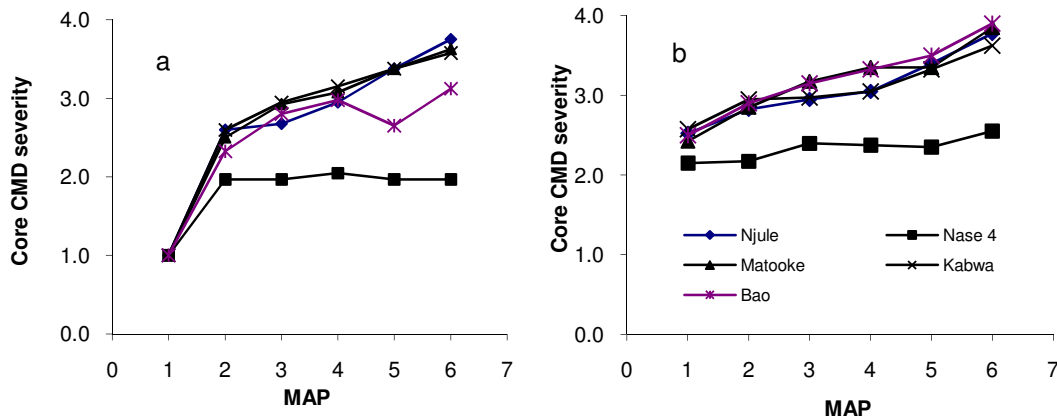 a
Core CMD severity
4.0
3.0
2.0
1.0
0.0
0 1 2 3 4 5 6 7
MAP
b
Core CMD severity
4.0
3.0
2.0
1.0
0.0
Njule Nase 4
Matooke Kabwa
Bao
0 1 2 3 4 5 6 7
MAP